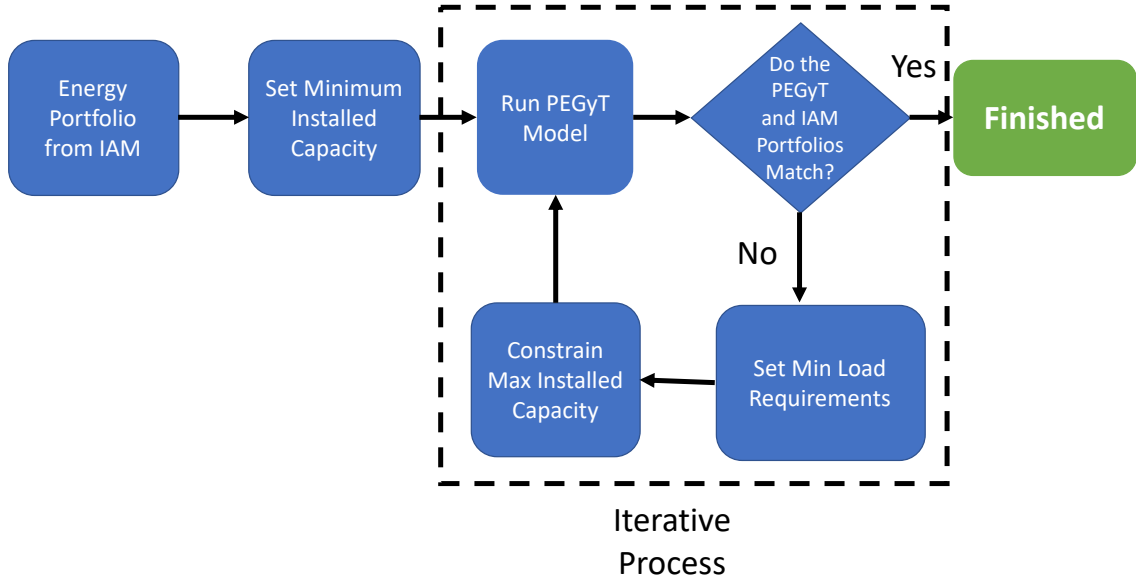 Energy
Portfolio
from IAM
Set Minimum
Installed
Capacity
Run PEGyT
Model
Do the
PEGyT
and IAM
Portfolios
Match?
Yes
Finished
No
Set Min Load
Requirements
Constrain
Max Installed
Capacity
Iterative
Process